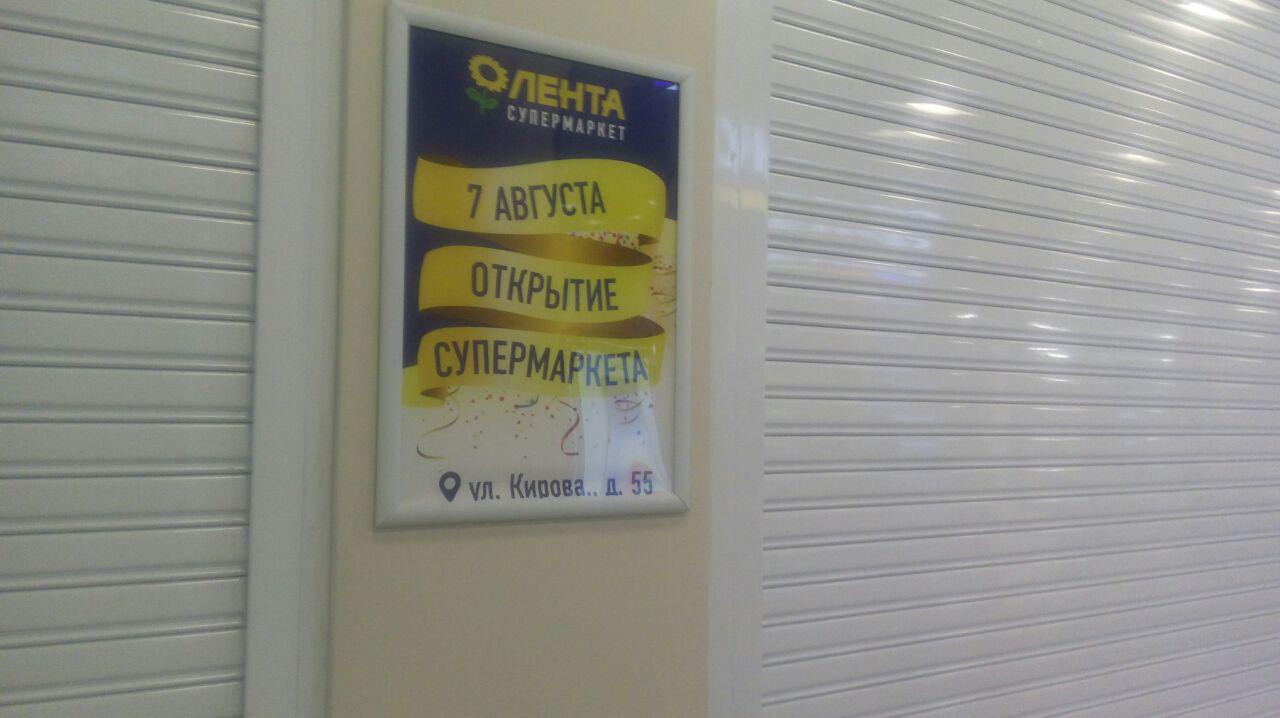 ЛЕНТА
СУПЕРМАРКЕТ
7 АВГУСТА
ОТКРЫТИЕ
СУПЕРМАРКЕТА
ул. Кирова., д. 55